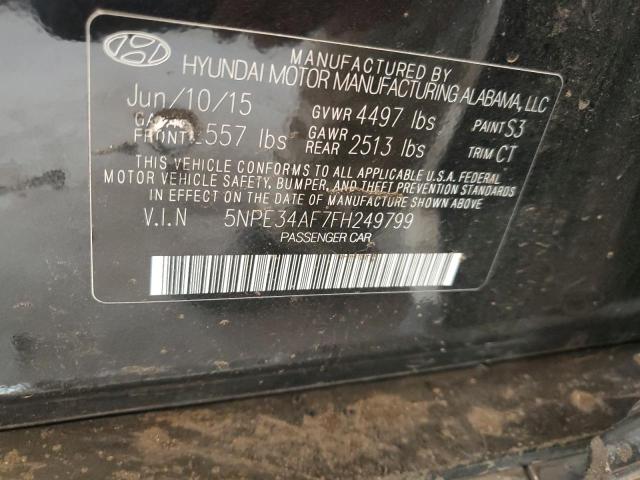 MANUFACTURED BY
HYUNDAI MOTOR MANUFACTURING ALABAMA, LLC
Jun/10/15 GVWR 4497 lbs PAINT S3
FRONT 557 lbs GAWR REAR 2513 lbs TRIM CT
THIS VEHICLE CONFORMS TO ALL APPLICABLE U.S.A. FEDERAL
MOTOR VEHICLE SAFETY, BUMPER, AND THEFT PREVENTION STANDARDS
IN EFFECT ON THE DATE OF MANUFACTURE SHOWN ABOVE.
V.I.N 5NPE34AF7FH249799
PASSENGER CAR